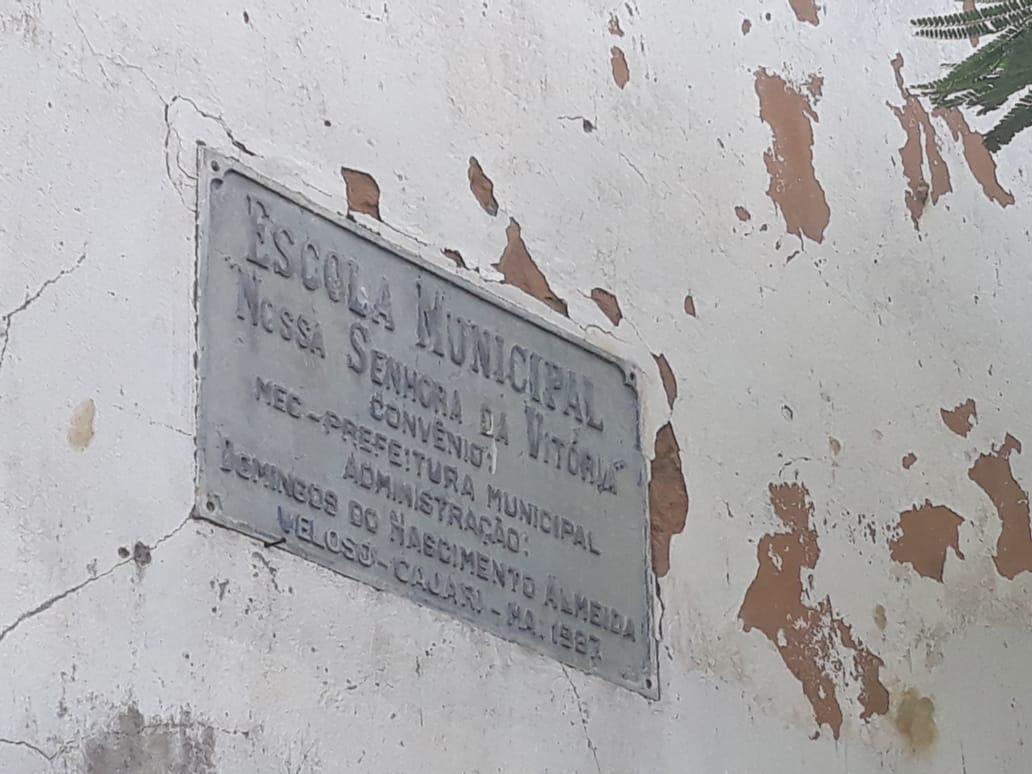 "ESCOLA MUNICIPAL
NOSSA SENHORA DA VITÓRIA"
CONVÊNIO:
MEC-PREFEITURA MUNICIPAL
ADMINISTRAÇÃO:
DOMINGOS DO NASCIMENTO ALMEIDA
VELOSO-CAJARI-MA. 1987